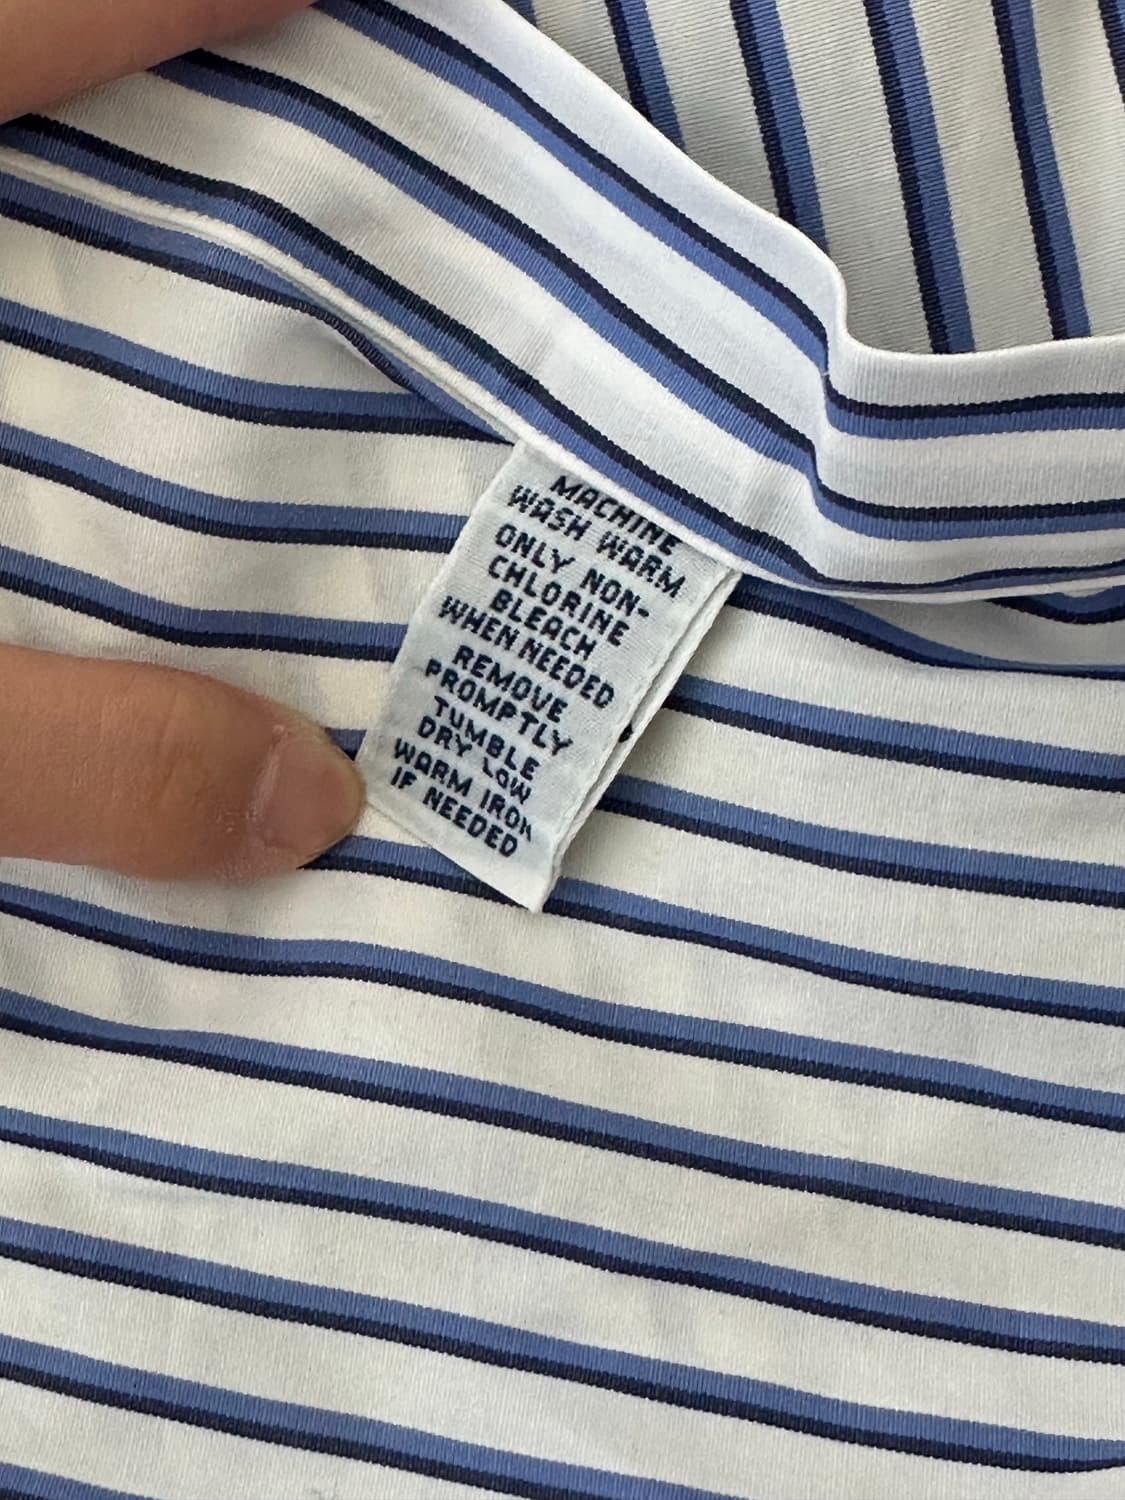 MACHINE
WASH WARM
ONLY NON-
CHLORINE
BLEACH
WHEN NEEDED
REMOVE
PROMPTLY
TUMBLE
DRY LOW
WARM IRON
IF NEEDED